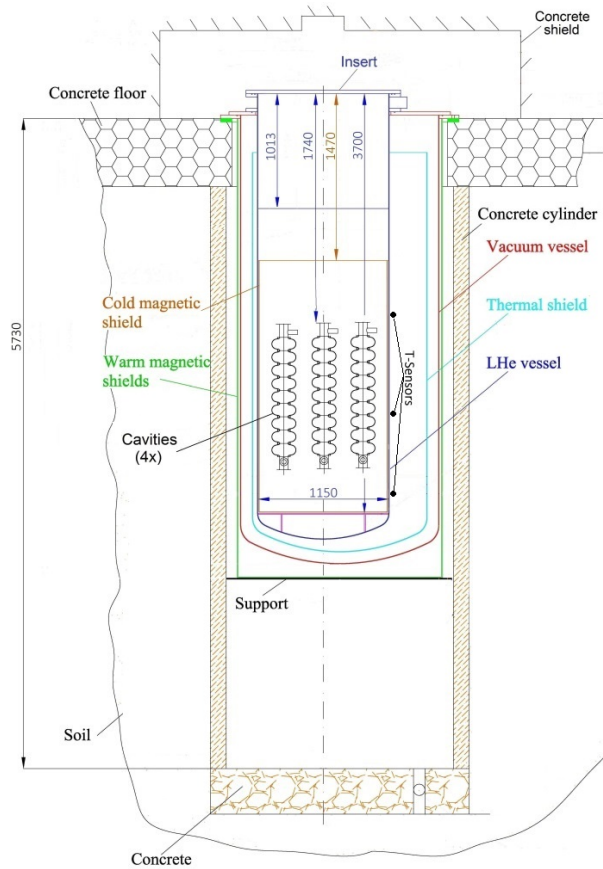 Concrete
shield
Insert
Concrete floor
1013
1740
1470
3700
Concrete cylinder
Vacuum vessel
Cold magnetic
shield
Thermal shield
5730
Warm magnetic
shields
T-Sensors
LHe vessel
Cavities
(4x)
1150
Support
Soil
Concrete